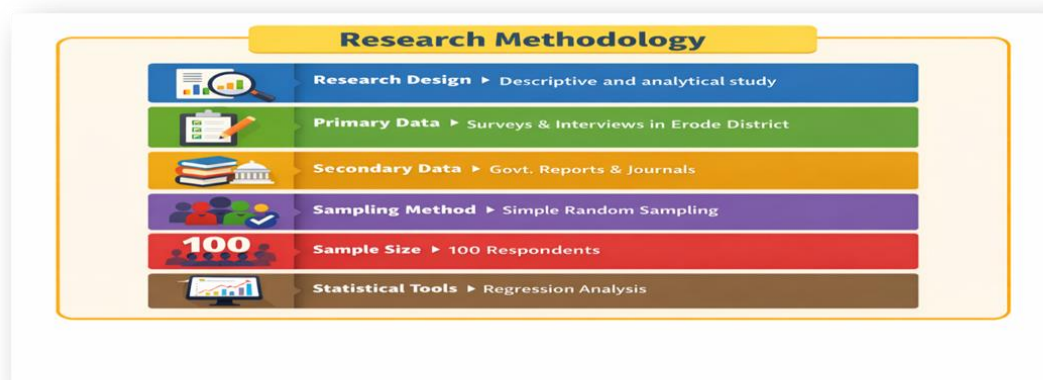 Research Methodology
Research Design ▸ Descriptive and analytical study
Primary Data ▸ Surveys & Interviews in Erode District
Secondary Data ▸ Govt. Reports & Journals
Sampling Method ▸ Simple Random Sampling
100
Sample Size ▸ 100 Respondents
Statistical Tools ▸ Regression Analysis